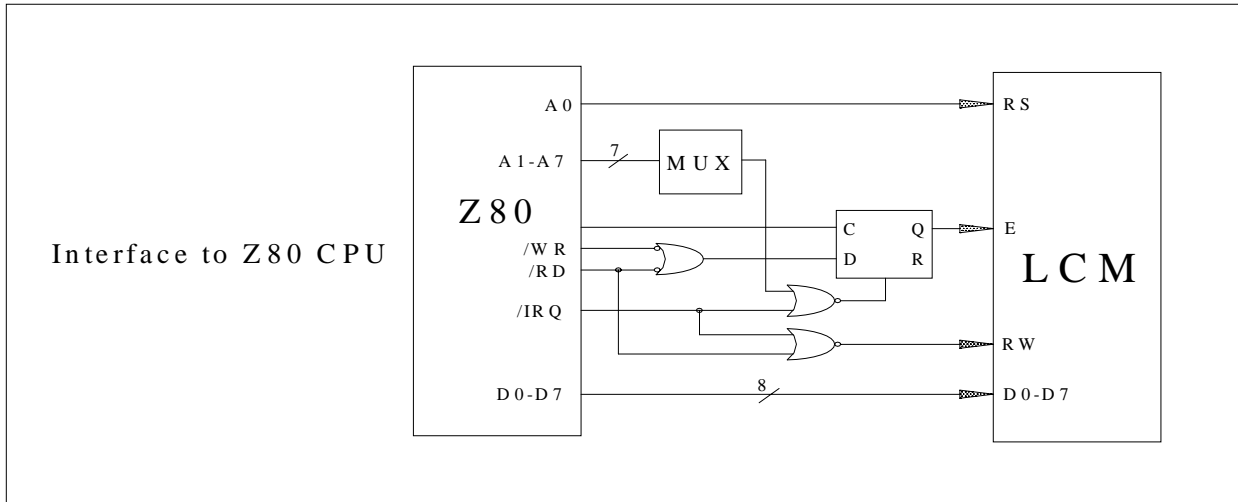 Interface to Z80 CPU
Z80
A0
A1-A7
/WR
/RD
/IRQ
D0-D7
7
MUX
C
Q
D
R
8
LCM
RS
E
RW
D0-D7